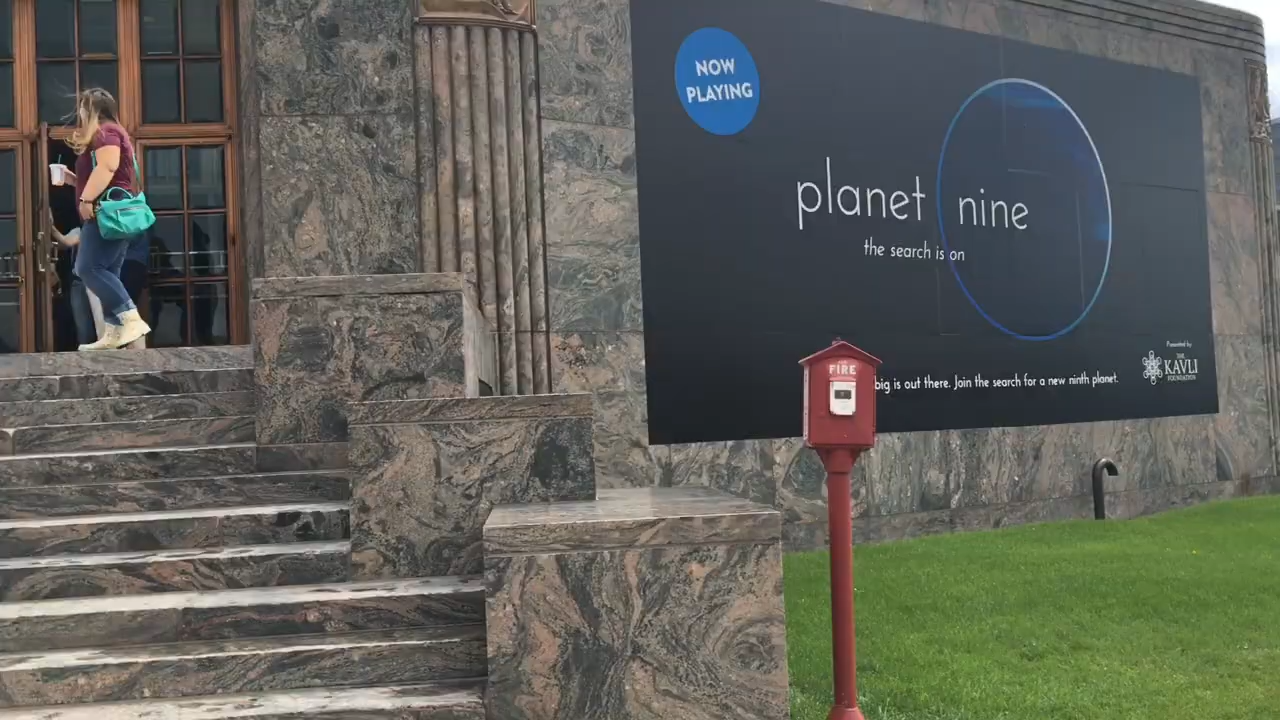 NOW
PLAYING
planet nine
the search is on
Presented by
THE
KAVLI
FOUNDATION
FIRE
big is out there. Join the search for a new ninth planet.